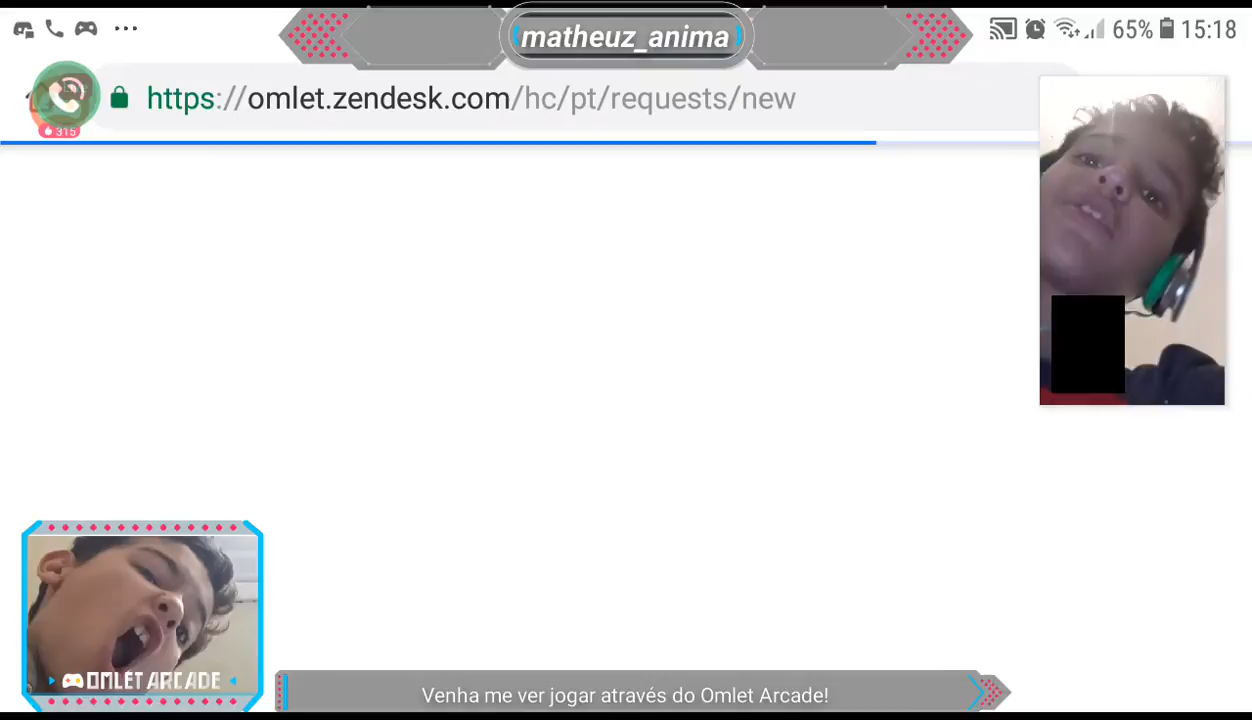 matheuz_anima
65% 15:18
https://omlet.zendesk.com/hc/pt/requests/new
315
OMLET ARCADE
Venha me ver jogar através do Omlet Arcade!